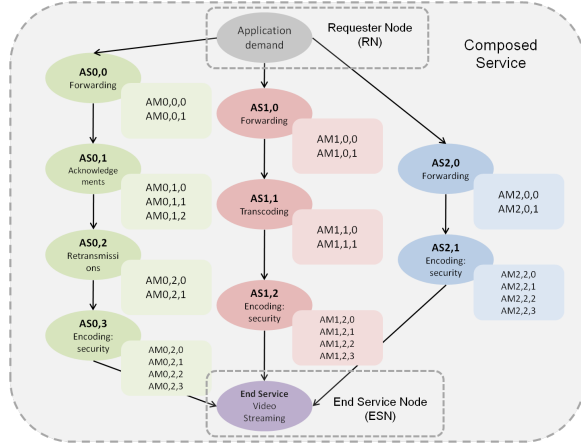 Application
demand
Requester Node
(RN)
Composed
Service
AS0,0
Forwarding
AM0,0,0
AM0,0,1
AS0,1
Acknowledge
ments
AM0,1,0
AM0,1,1
AM0,1,2
AS0,2
Retransmissi
ons
AM0,2,0
AM0,2,1
AS0,3
Encoding:
security
AM0,2,0
AM0,2,1
AM0,2,2
AM0,2,3
AS1,0
Forwarding
AM1,0,0
AM1,0,1
AS1,1
Transcoding
AM1,1,0
AM1,1,1
AS1,2
Encoding:
security
AM1,2,0
AM1,2,1
AM1,2,2
AM1,2,3
AS2,0
Forwarding
AM2,0,0
AM2,0,1
AS2,1
Encoding:
security
AM2,2,0
AM2,2,1
AM2,2,2
AM2,2,3
End Service
Video
Streaming
End Service Node
(ESN)